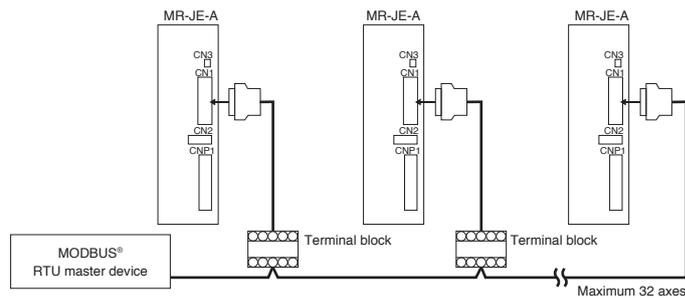 MR-JE-A
MR-JE-A
MR-JE-A
CN3
CN1
CN2
CNP1
CN3
CN1
CN2
CNP1
CN3
CN1
CN2
CNP1
Terminal block
Terminal block
MODBUS®
RTU master device
Maximum 32 axes